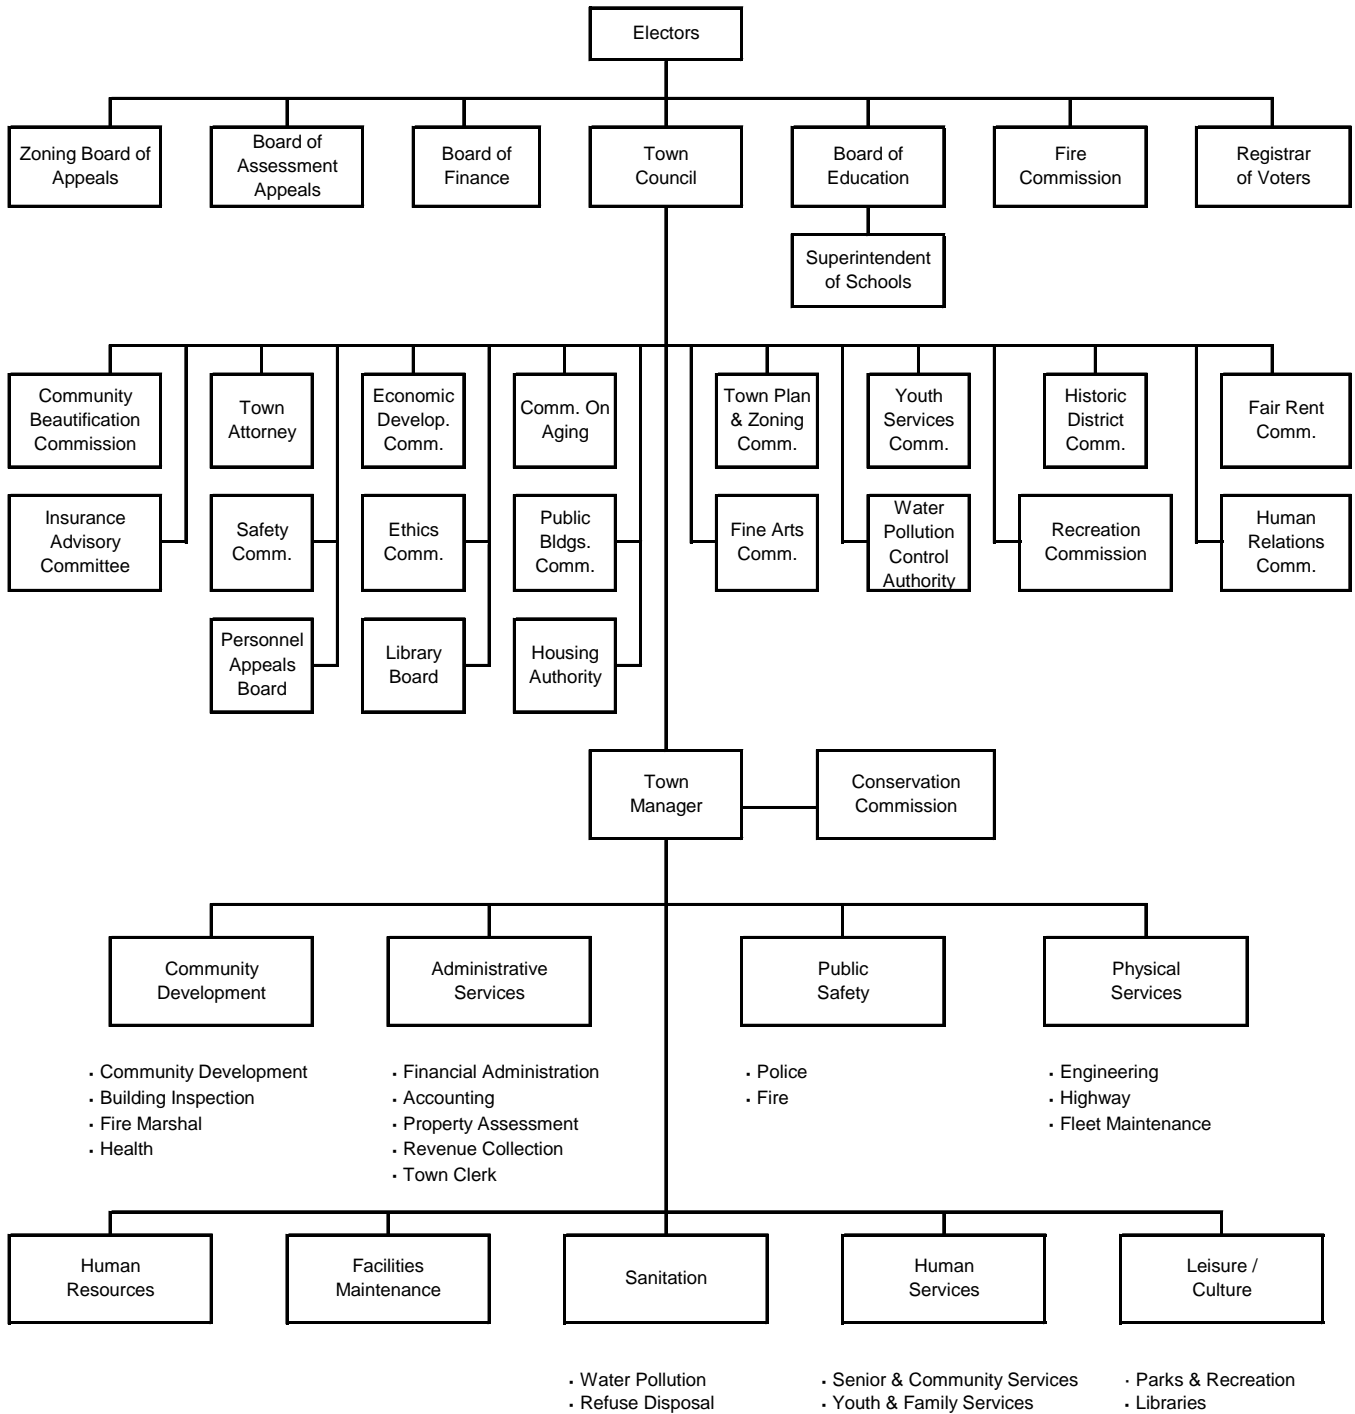 Electors
Zoning Board of
Appeals
Board of
Assessment
Appeals
Board of
Finance
Town
Council
Board of
Education
Fire
Commission
Registrar
of Voters
Superintendent
of Schools
Community
Beautification
Commission
Town
Attorney
Economic
Develop.
Comm.
Comm. On
Aging
Town Plan
& Zoning
Comm.
Youth
Services
Comm.
Historic
District
Comm.
Fair Rent
Comm.
Insurance
Advisory
Committee
Safety
Comm.
Ethics
Comm.
Public
Bldgs.
Comm.
Fine Arts
Comm.
Water
Pollution
Control
Authority
Recreation
Commission
Human
Relations
Comm.
Personnel
Appeals
Board
Library
Board
Housing
Authority
Town
Manager
Conservation
Commission
Community
Development
Administrative
Services
Public
Safety
Physical
Services
· Community Development
· Building Inspection
· Fire Marshal
· Health
· Financial Administration
· Accounting
· Property Assessment
· Revenue Collection
· Town Clerk
· Police
· Fire
· Engineering
· Highway
· Fleet Maintenance
Human
Resources
Facilities
Maintenance
Sanitation
Human
Services
Leisure /
Culture
· Water Pollution
· Refuse Disposal
· Senior & Community Services
· Youth & Family Services
· Parks & Recreation
· Libraries